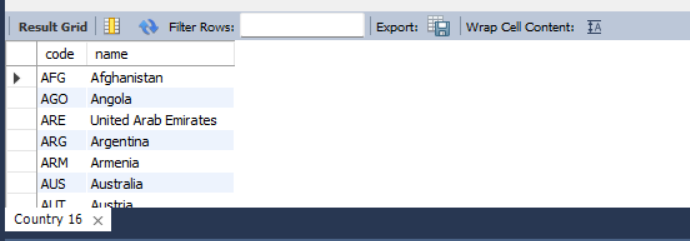 Result Grid Filter Rows: Export: Wrap Cell Content: IA
code name
AFG Afghanistan
AGO Angola
ARE United Arab Emirates
ARG Argentina
ARM Armenia
AUS Australia
AUT Austria
Country 16 ×